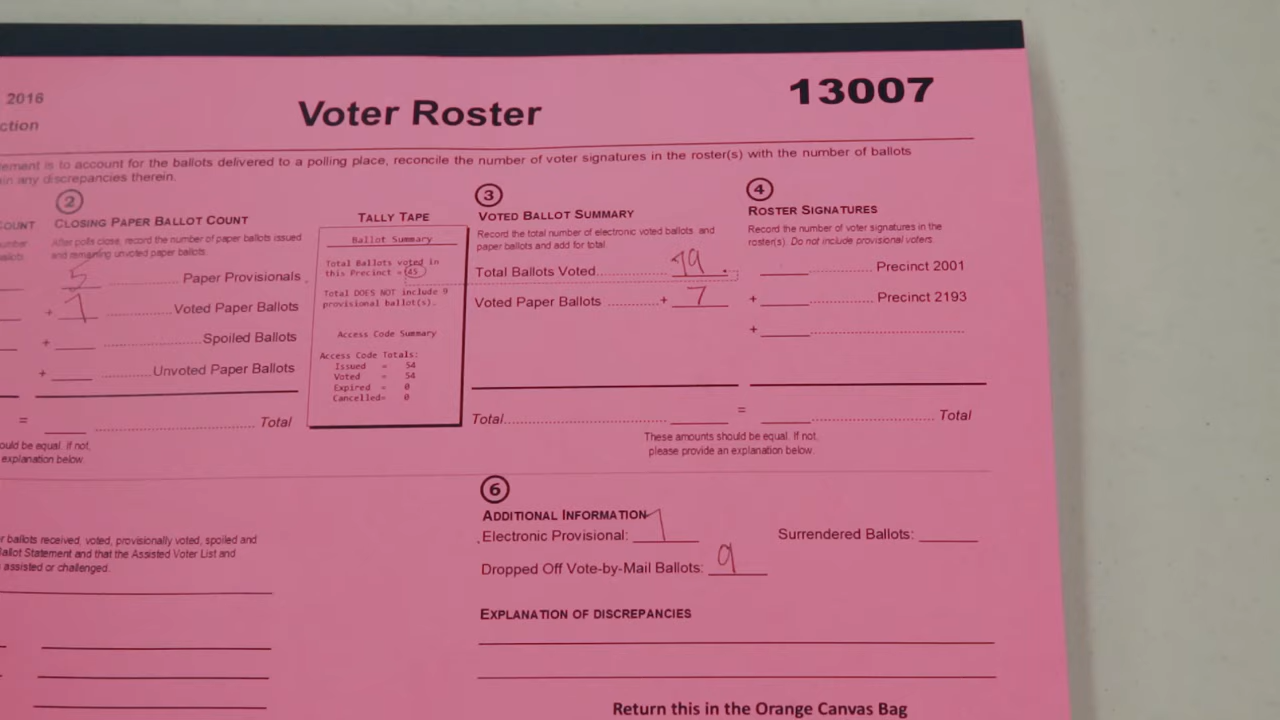 2016
ction
Voter Roster
13007
ement is to account for the ballots delivered to a polling place, reconcile the number of voter signatures in the roster(s) with the number of ballots
in any discrepancies therein.
COUNT
2
CLOSING PAPER BALLOT COUNT
After polls close, record the number of paper ballots issued
and remaining unvoted paper ballots.
5 Paper Provisionals
+ 7 Voted Paper Ballots
+ Spoiled Ballots
+ Unvoted Paper Ballots
= Total
ould be equal. If not,
explanation below.
TALLY TAPE
Ballot Summary
Total Ballots voted in
this Precinct = 45
Total DOES NOT include 9
provisional ballot(s).
Access Code Summary
Access Code Totals:
Issued = 54
Voted = 54
Expired = 0
Cancelled= 0
3
VOTED BALLOT SUMMARY
Record the total number of electronic voted ballots, and
paper ballots and add for total.
Total Ballots Voted
Voted Paper Ballots + 7
Total
4
ROSTER SIGNATURES
Record the number of voter signatures in the
roster(s). Do not include provisional voters.
Precinct 2001
+ Precinct 2193
+
= Total
These amounts should be equal. If not,
please provide an explanation below.
r ballots received, voted, provisionally voted, spoiled and
Ballot Statement and that the Assisted Voter List and
assisted or challenged.
6
ADDITIONAL INFORMATION
Electronic Provisional: 1
Surrendered Ballots:
Dropped Off Vote-by-Mail Ballots: 9
EXPLANATION OF DISCREPANCIES
Return this in the Orange Canvas Bag